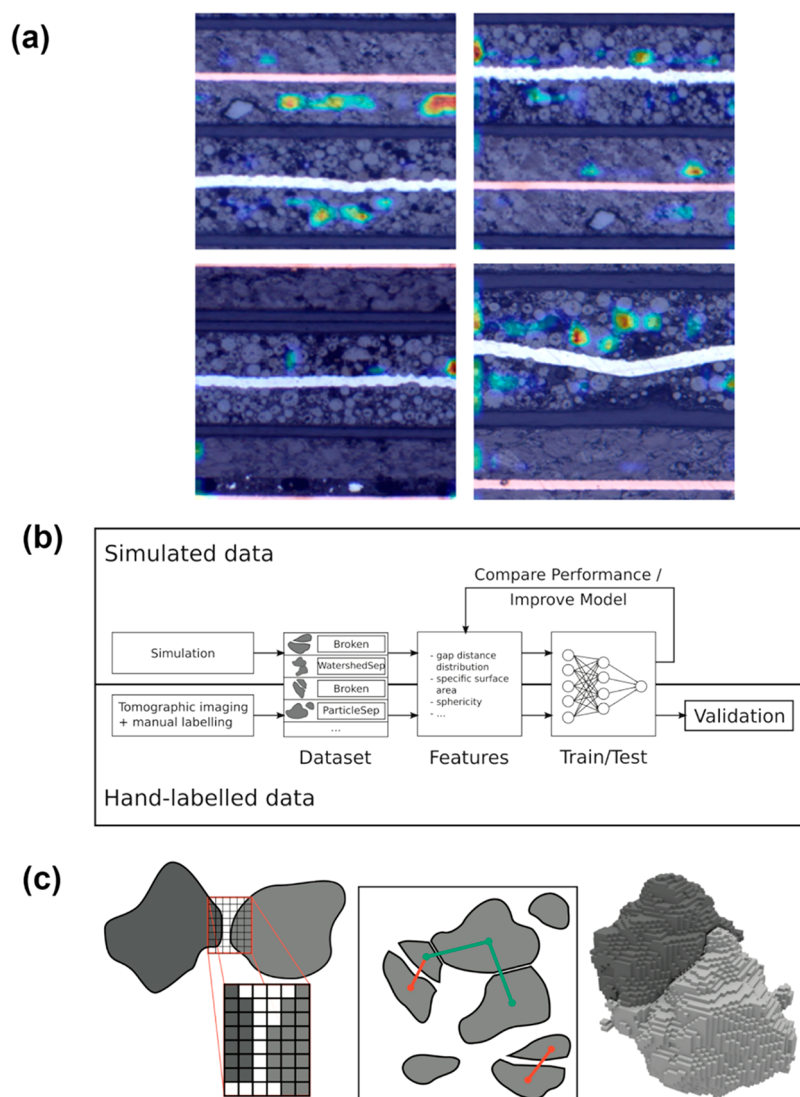 (a)
(b)
Simulated data
Compare Performance /
Improve Model
Simulation
Broken
WatershedSep
Broken
ParticleSep
...
Tomographic imaging
+ manual labelling
- gap distance
distribution
- specific surface
area
- sphericity
- ...
Validation
Dataset
Features
Train/Test
Hand-labelled data
(c)